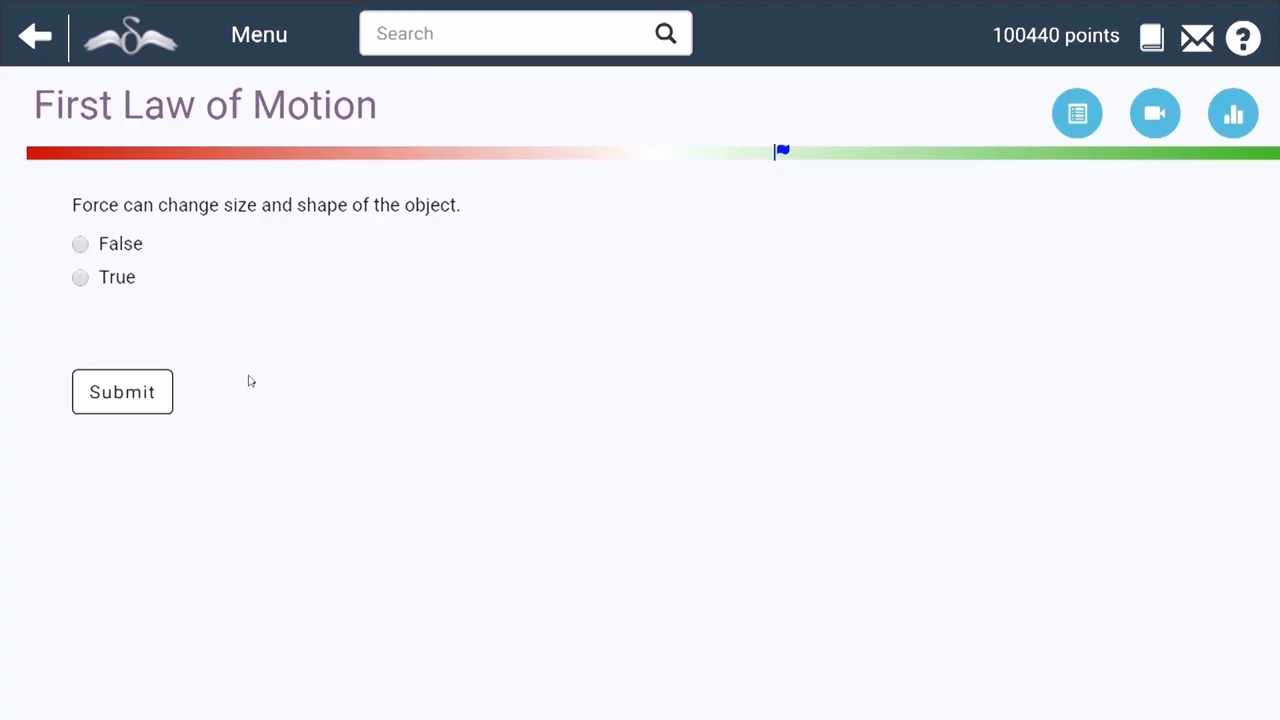 Menu
Search
100440 points
?
First Law of Motion
Force can change size and shape of the object.
False
True
Submit